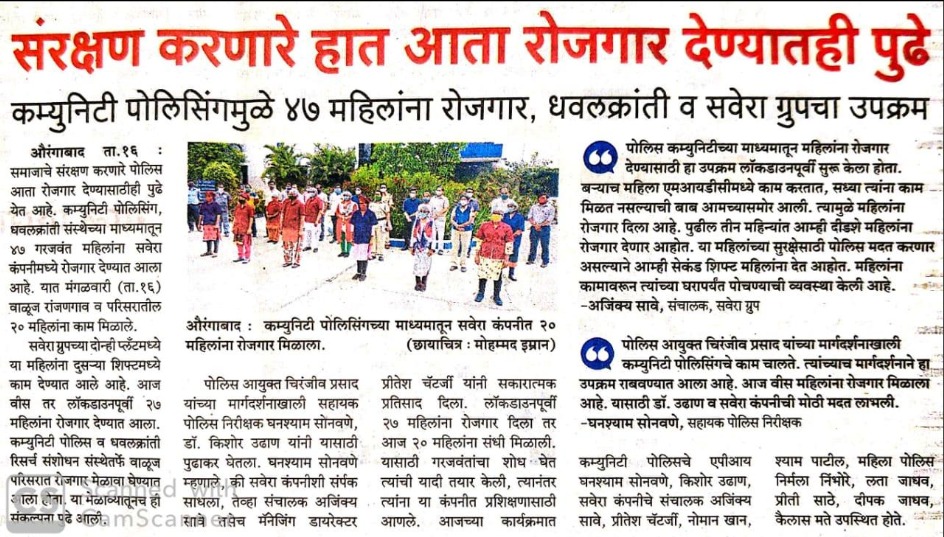 संरक्षण करणारे हात आता रोजगार देण्यातही पुढे
कम्युनिटी पोलिसिंगमुळे ४७ महिलांना रोजगार, धवलक्रांती व सवेरा ग्रुपचा उपक्रम
औरंगाबाद ता.१६ :
समाजाचे संरक्षण करणारे पोलिस
आता रोजगार देण्यासाठीही पुढे
येत आहे. कम्युनिटी पोलिसिंग,
धवलक्रांती संस्थेच्या माध्यमातून
४७ गरजवंत महिलांना सवेरा
कंपनीमध्ये रोजगार देण्यात आला
आहे. यात मंगळवारी (ता.१६)
वाळूज रांजणगाव व परिसरातील
२० महिलांना काम मिळाले.
सवेरा ग्रुपच्या दोन्ही प्लँटमध्ये
या महिलांना दुसऱ्या शिफ्टमध्ये
काम देण्यात आले आहे. आज
वीस तर लॉकडाउनपूर्वी २७
महिलांना रोजगार देण्यात आला.
कम्युनिटी पोलिस व धवलक्रांती
रिसर्च संशोधन संस्थेतर्फे वाळूज
परिसरात रोजगार मेळावा घेण्यात
आला होता. या मेळाव्यातून ही
संकल्पना पुढे आली.
औरंगाबाद : कम्युनिटी पोलिसिंगच्या माध्यमातून सवेरा कंपनीत २०
महिलांना रोजगार मिळाला. (छायाचित्र : मोहम्मद इम्रान)
पोलिस आयुक्त चिरंजीव प्रसाद
यांच्या मार्गदर्शनाखाली सहायक
पोलिस निरीक्षक घनश्याम सोनवणे,
डॉ. किशोर उढाण यांनी यासाठी
पुढाकर घेतला. घनश्याम सोनवणे
म्हणाले, की सवेरा कंपनीशी संर्पक
साधला, तेव्हा संचालक अजिंक्य
सावे तसेच मॅनेजिंग डायरेक्टर
प्रीतेश चॅटर्जी यांनी सकारात्मक
प्रतिसाद दिला. लॉकडाउनपूर्वी
२७ महिलांना रोजगार दिला तर
आज २० महिलांना संधी मिळाली.
यासाठी गरजवंतांचा शोध घेत
त्यांची यादी तयार केली, त्यानंतर
त्यांना या कंपनीत प्रशिक्षणासाठी
आणले. आजच्या कार्यक्रमात
पोलिस कम्युनिटीच्या माध्यमातून महिलांना रोजगार
देण्यासाठी हा उपक्रम लॉकडाउनपूर्वी सुरू केला होता.
बऱ्याच महिला एमआयडीसीमध्ये काम करतात, सध्या त्यांना काम
मिळत नसल्याची बाब आमच्यासमोर आली. त्यामुळे महिलांना
रोजगार दिला आहे. पुढील तीन महिन्यांत आम्ही दीडशे महिलांना
रोजगार देणार आहोत. या महिलांच्या सुरक्षेसाठी पोलिस मदत करणार
असल्याने आम्ही सेकंड शिफ्ट महिलांना देत आहोत. महिलांना
कामावरून त्यांच्या घरापर्यंत पोचण्याची व्यवस्था केली आहे.
-अजिंक्य सावे, संचालक, सवेरा ग्रुप
पोलिस आयुक्त चिरंजीव प्रसाद यांच्या मार्गदर्शनाखाली
कम्युनिटी पोलिसिंगचे काम चालते. त्यांच्याच मार्गदर्शनाने हा
उपक्रम राबवण्यात आला आहे. आज वीस महिलांना रोजगार मिळाला
आहे. यासाठी डॉ. उढाण व सवेरा कंपनीची मोठी मदत लाभली.
-घनश्याम सोनवणे, सहायक पोलिस निरीक्षक
कम्युनिटी पोलिसचे एपीआय
घनश्याम सोनवणे, किशोर उढाण,
सवेरा कंपनीचे संचालक अजिंक्य
सावे, प्रीतेश चॅटर्जी, नोमान खान,
श्याम पाटील, महिला पोलिस
निर्मला निंभोरे, लता जाधव,
प्रीती साठे, दीपक जाधव,
कैलास मते उपस्थित होते.
CS Scanned with
CamScanner